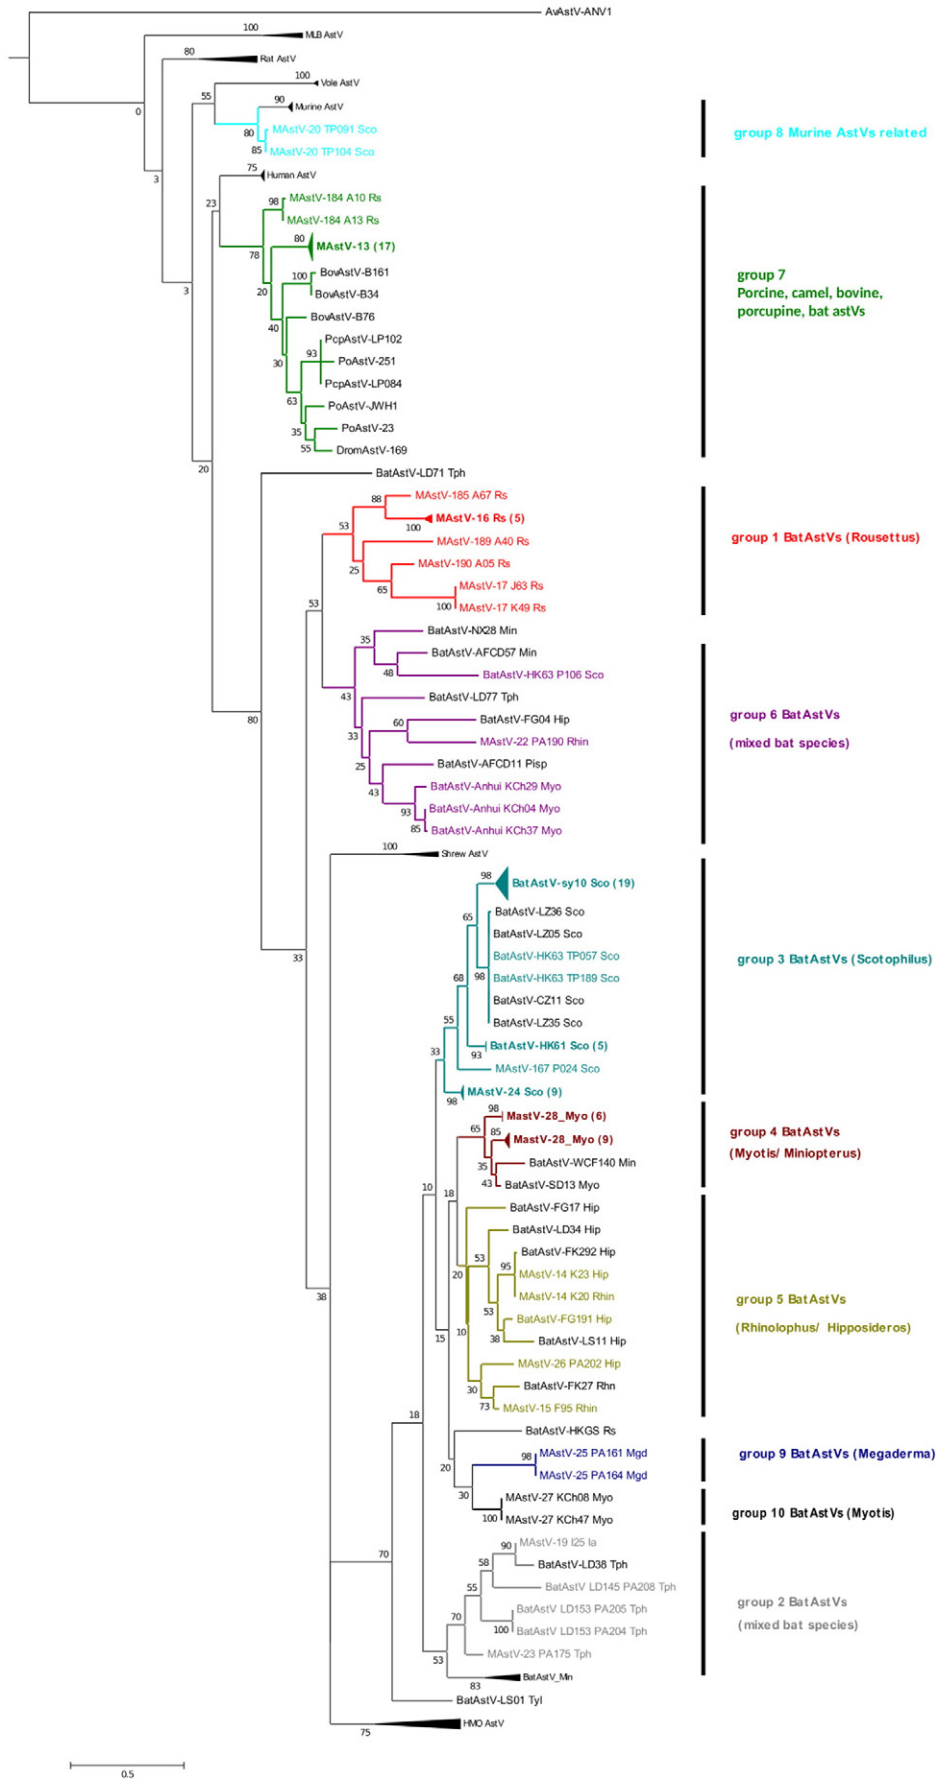 AvAstV-ANV1
100
MLB AstV
80
Rat AstV
100
Vole AstV
55
0
90
Murine AstV
80
MAstV-20 TP091 Sco
group 8 Murine AstVs related
85
MAstV-20 TP104 Sco
75
Human AstV
3
23
98
MAstV-184 A10 Rs
MAstV-184 A13 Rs
80
MAstV-13 (17)
78
100
BovAstV-B161
group 7
Porcine, camel, bovine,
porcupine, bat astVs
3
20
BovAstV-B34
BovAstV-B76
40
PcpAstV-LP102
93
PoAstV-251
30
PcpAstV-LP084
63
PoAstV-JWH1
35
PoAstV-23
55
DromAstV-169
20
BatAstV-LD71 Tph
88
MAstV-185 A67 Rs
MAstV-16 Rs (5)
53
100
group 1 BatAstVs (Rousettus)
MAstV-189 A40 Rs
25
MAstV-190 A05 Rs
65
MAstV-17 J63 Rs
53
100
MAstV-17 K49 Rs
BatAstV-NX28 Min
35
BatAstV-AFCD57 Min
48
BatAstV-HK63 P106 Sco
43
BatAstV-LD77 Tph
group 6 BatAstVs
(mixed bat species)
80
60
BatAstV-FG04 Hip
33
MAstV-22 PA190 Rhin
25
BatAstV-AFCD11 Pisp
43
BatAstV-Anhui KCh29 Myo
93
BatAstV-Anhui KCh04 Myo
85
BatAstV-Anhui KCh37 Myo
100
Shrew AstV
98
BatAstV-sy10 Sco (19)
65
BatAstV-LZ36 Sco
BatAstV-LZ05 Sco
33
BatAstV-HK63 TP057 Sco
group 3 BatAstVs (Scotophilus)
68
98
BatAstV-HK63 TP189 Sco
BatAstV-CZ11 Sco
55
BatAstV-LZ35 Sco
BatAstV-HK61 Sco (5)
33
93
MAstV-167 P024 Sco
MAstV-24 Sco (9)
98
98
MastV-28_Myo (6)
65
85
MastV-28_Myo (9)
group 4 BatAstVs
(Myotis/ Miniopterus)
35
BatAstV-WCF140 Min
43
BatAstV-SD13 Myo
10
18
BatAstV-FG17 Hip
BatAstV-LD34 Hip
53
BatAstV-FK292 Hip
20
95
MAstV-14 K23 Hip
38
MAstV-14 K20 Rhin
group 5 BatAstVs
(Rhinolophus/ Hipposideros)
53
BatAstV-FG191 Hip
15
10
38
BatAstV-LS11 Hip
MAstV-26 PA202 Hip
30
BatAstV-FK27 Rhn
73
MAstV-15 F95 Rhin
18
BatAstV-HKGS Rs
98
MAstV-25 PA161 Mgd
group 9 BatAstVs (Megaderma)
20
MAstV-25 PA164 Mgd
30
MAstV-27 KCh08 Myo
group 10 BatAstVs (Myotis)
100
MAstV-27 KCh47 Myo
90
MAstV-19 I25 Ia
70
58
BatAstV-LD38 Tph
BatAstV LD145 PA208 Tph
55
group 2 BatAstVs
(mixed bat species)
BatAstV LD153 PA205 Tph
70
100
BatAstV LD153 PA204 Tph
MAstV-23 PA175 Tph
53
BatAstV_Min
83
BatAstV-LS01 Tyl
HMO AstV
75
0.5